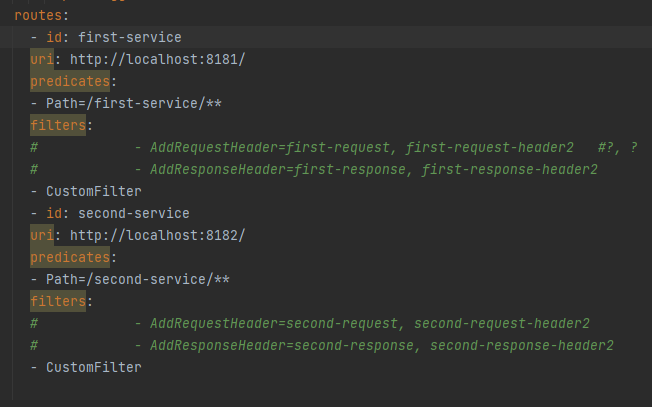 routes:
- id: first-service
uri: http://localhost:8181/
predicates:
- Path=/first-service/**
filters:
#            - AddRequestHeader=first-request, first-request-header2   #?, ?
#            - AddResponseHeader=first-response, first-response-header2
- CustomFilter
- id: second-service
uri: http://localhost:8182/
predicates:
- Path=/second-service/**
filters:
#            - AddRequestHeader=second-request, second-request-header2
#            - AddResponseHeader=second-response, second-response-header2
- CustomFilter